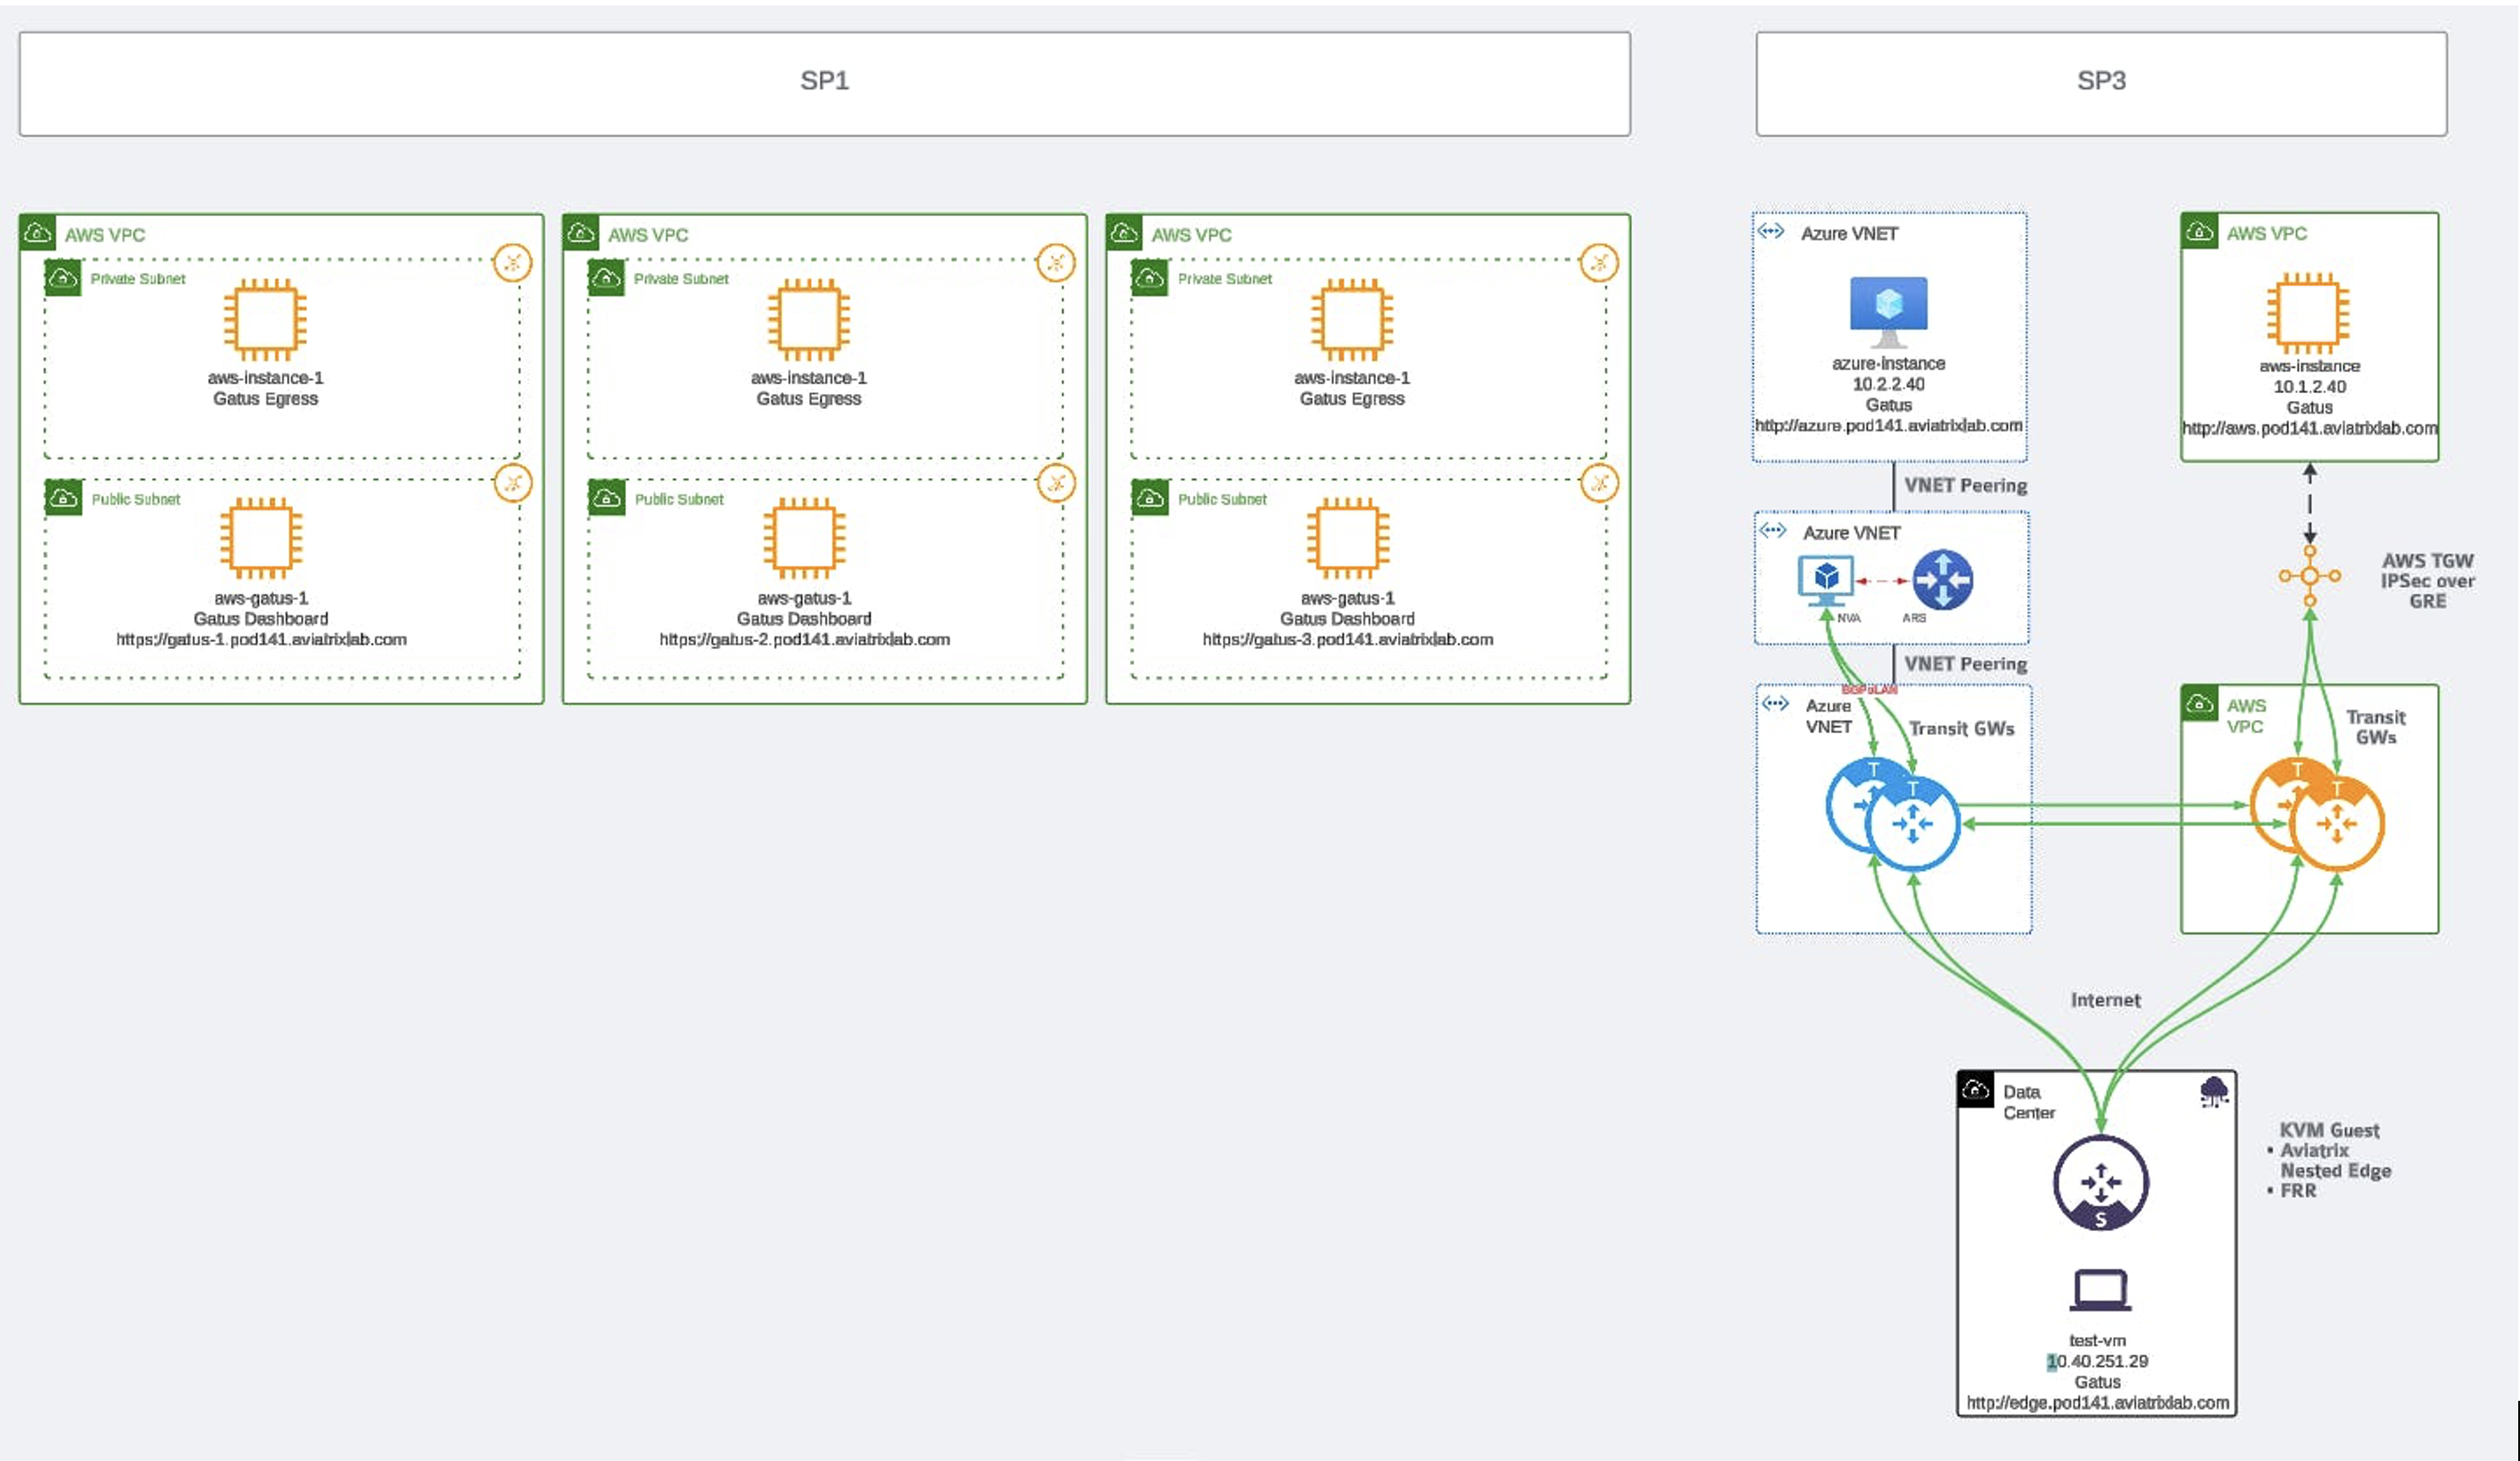 SP1
SP3
AWS VPC
Private Subnet
aws-instance-1
Gatus Egress
Public Subnet
aws-gatus-1
Gatus Dashboard
https://gatus-1.pod141.aviatrixlab.com
AWS VPC
Private Subnet
aws-instance-1
Gatus Egress
Public Subnet
aws-gatus-1
Gatus Dashboard
https://gatus-2.pod141.aviatrixlab.com
AWS VPC
Private Subnet
aws-instance-1
Gatus Egress
Public Subnet
aws-gatus-1
Gatus Dashboard
https://gatus-3.pod141.aviatrixlab.com
Azure VNET
azure-instance
10.2.2.40
Gatus
http://azure.pod141.aviatrixlab.com
AWS VPC
aws-instance
10.1.2.40
Gatus
http://aws.pod141.aviatrixlab.com
VNET Peering
Azure VNET
NVA
ARS
AWS TGW
IPSec over
GRE
VNET Peering
BGPoLAN
Azure
VNET
Transit GWs
T
T
AWS
VPC
Transit
GWs
T
T
Internet
Data
Center
S
test-vm
10.40.251.29
Gatus
http://edge.pod141.aviatrixlab.com
KVM Guest
• Aviatrix
Nested Edge
• FRR